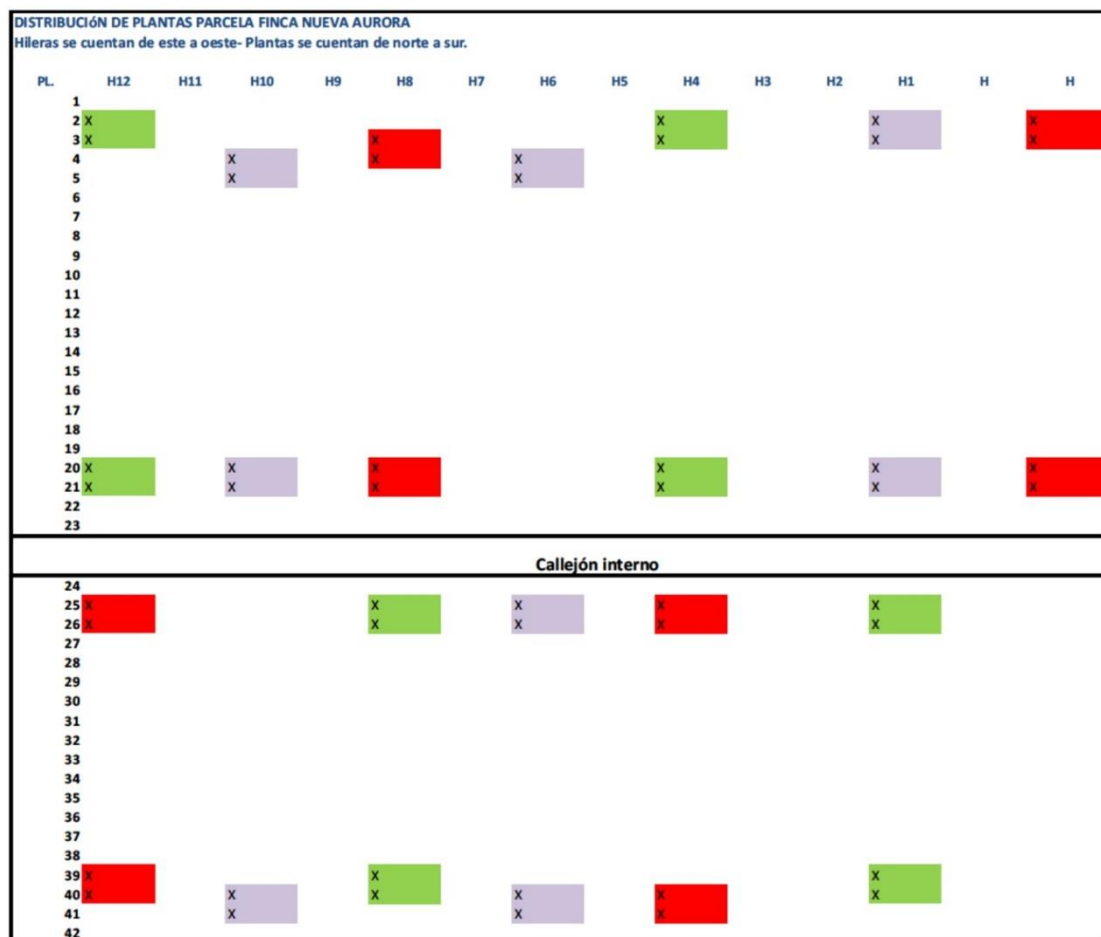 DISTRIBUCIóN DE PLANTAS PARCELA FINCA NUEVA AURORA
Hileras se cuentan de este a oeste- Plantas se cuentan de norte a sur.
PL. H12 H11 H10 H9 H8 H7 H6 H5 H4 H3 H2 H1 H H
1
2 X X X X
3 X X X X X
4 X X X
5 X X
6
7
8
9
10
11
12
13
14
15
16
17
18
19
20 X X X X X X
21 X X X X X X
22
23
Callejón interno
24
25 X X X X X
26 X X X X X
27
28
29
30
31
32
33
34
35
36
37
38
39 X X X
40 X X X X X X
41 X X X
42